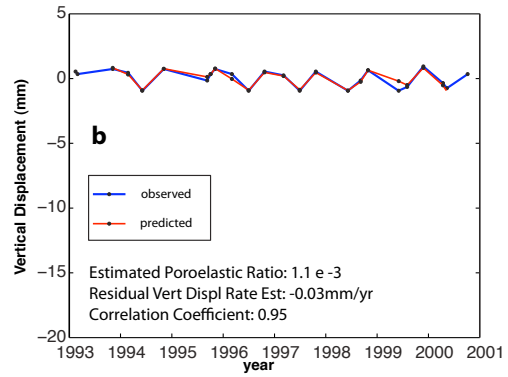 5
0
−5
−10
−15
−20
Vertical Displacement (mm)
b
observed
predicted
Estimated Poroelastic Ratio: 1.1 e -3
Residual Vert Displ Rate Est: -0.03mm/yr
Correlation Coefficient: 0.95
1993 1994 1995 1996 1997 1998 1999 2000 2001
year